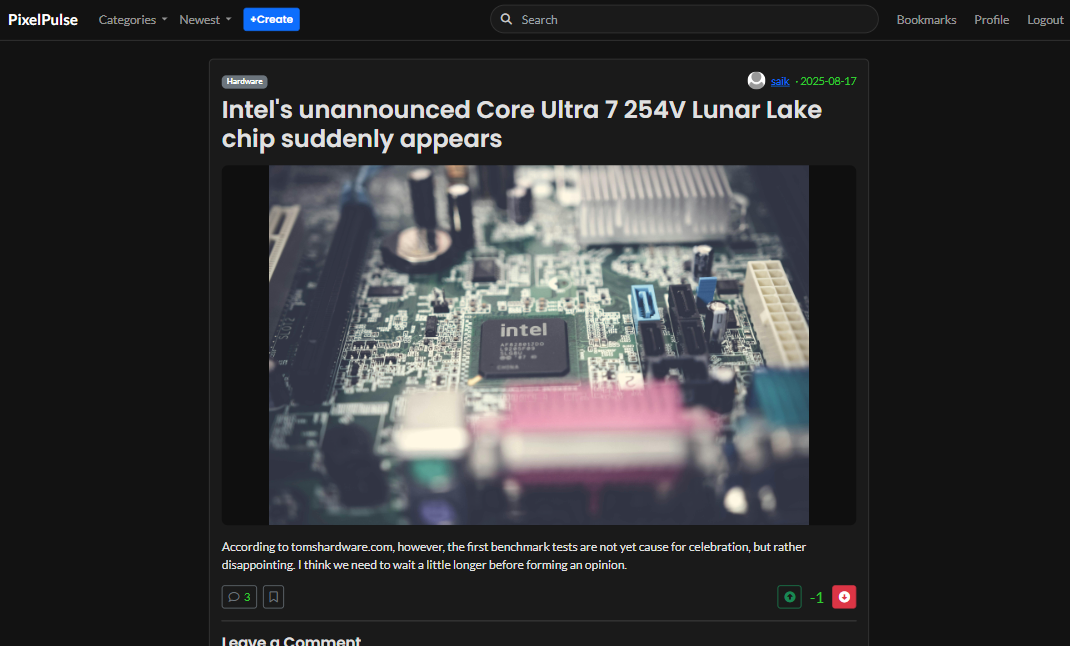 PixelPulse Categories Newest +Create Search Bookmarks Profile Logout
Hardware saik · 2025-08-17
Intel's unannounced Core Ultra 7 254V Lunar Lake
chip suddenly appears
intel
CHINA
According to tomshardware.com, however, the first benchmark tests are not yet cause for celebration, but rather
disappointing. I think we need to wait a little longer before forming an opinion.
3 -1
Leave a Comment